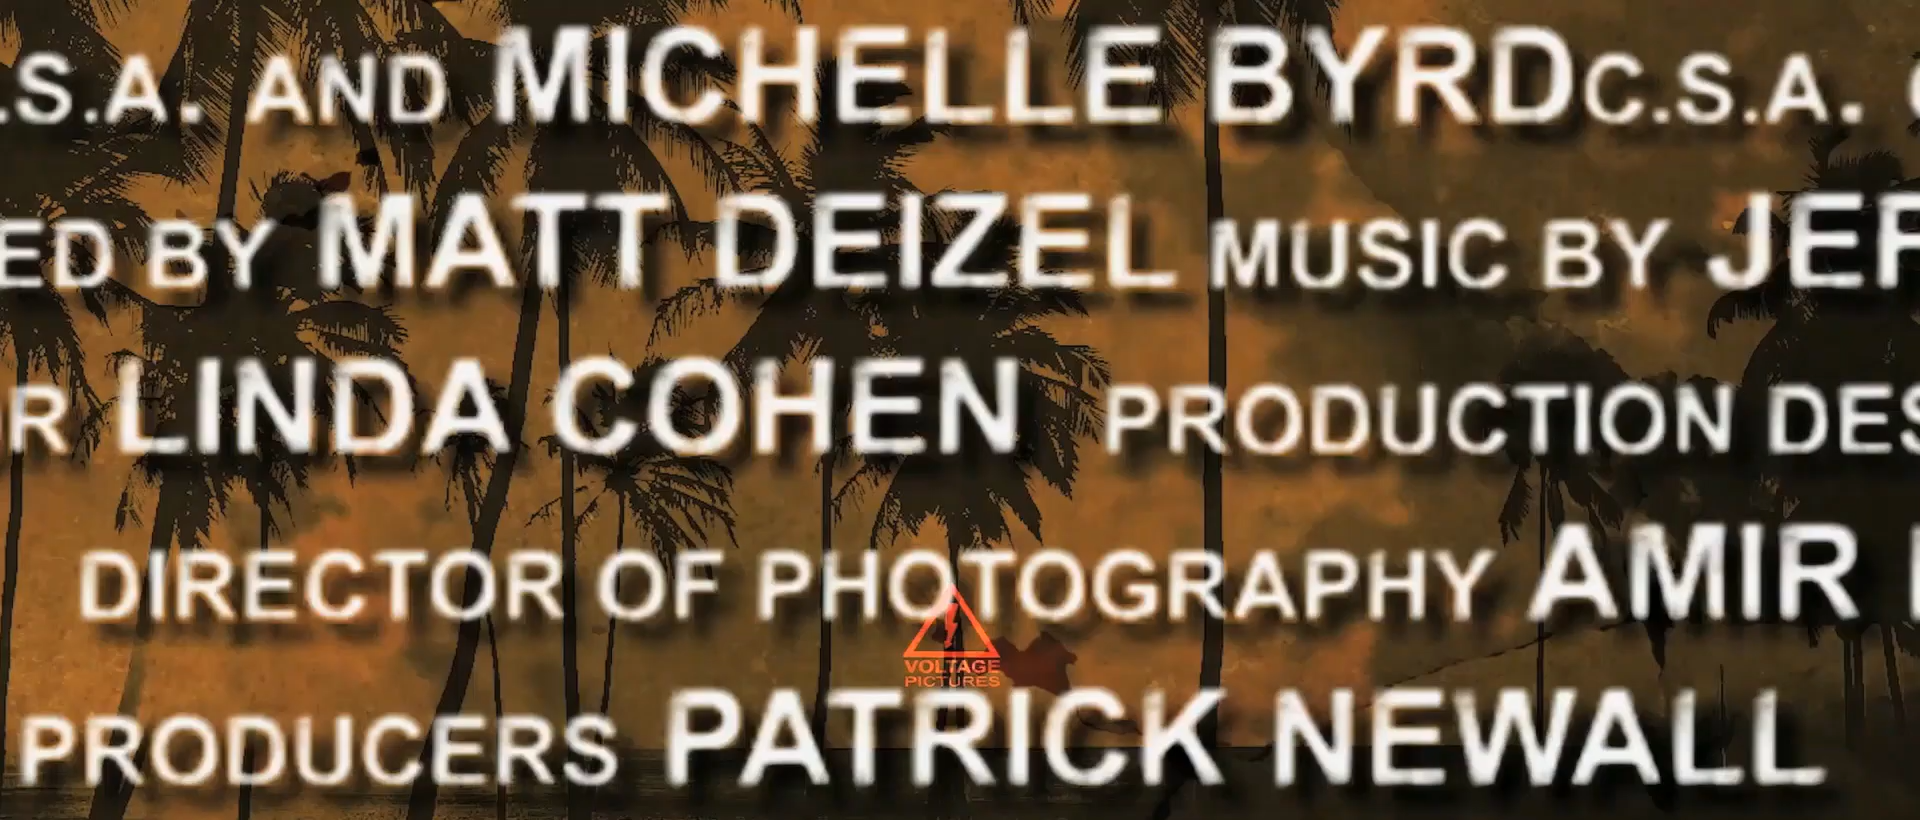 .S.A. AND MICHELLE BYRD C.S.A.
ED BY MATT DEIZEL MUSIC BY JEF
R LINDA COHEN PRODUCTION DES
DIRECTOR OF PHOTOGRAPHY AMIR
VOLTAGE
PICTURES
PRODUCERS PATRICK NEWALL